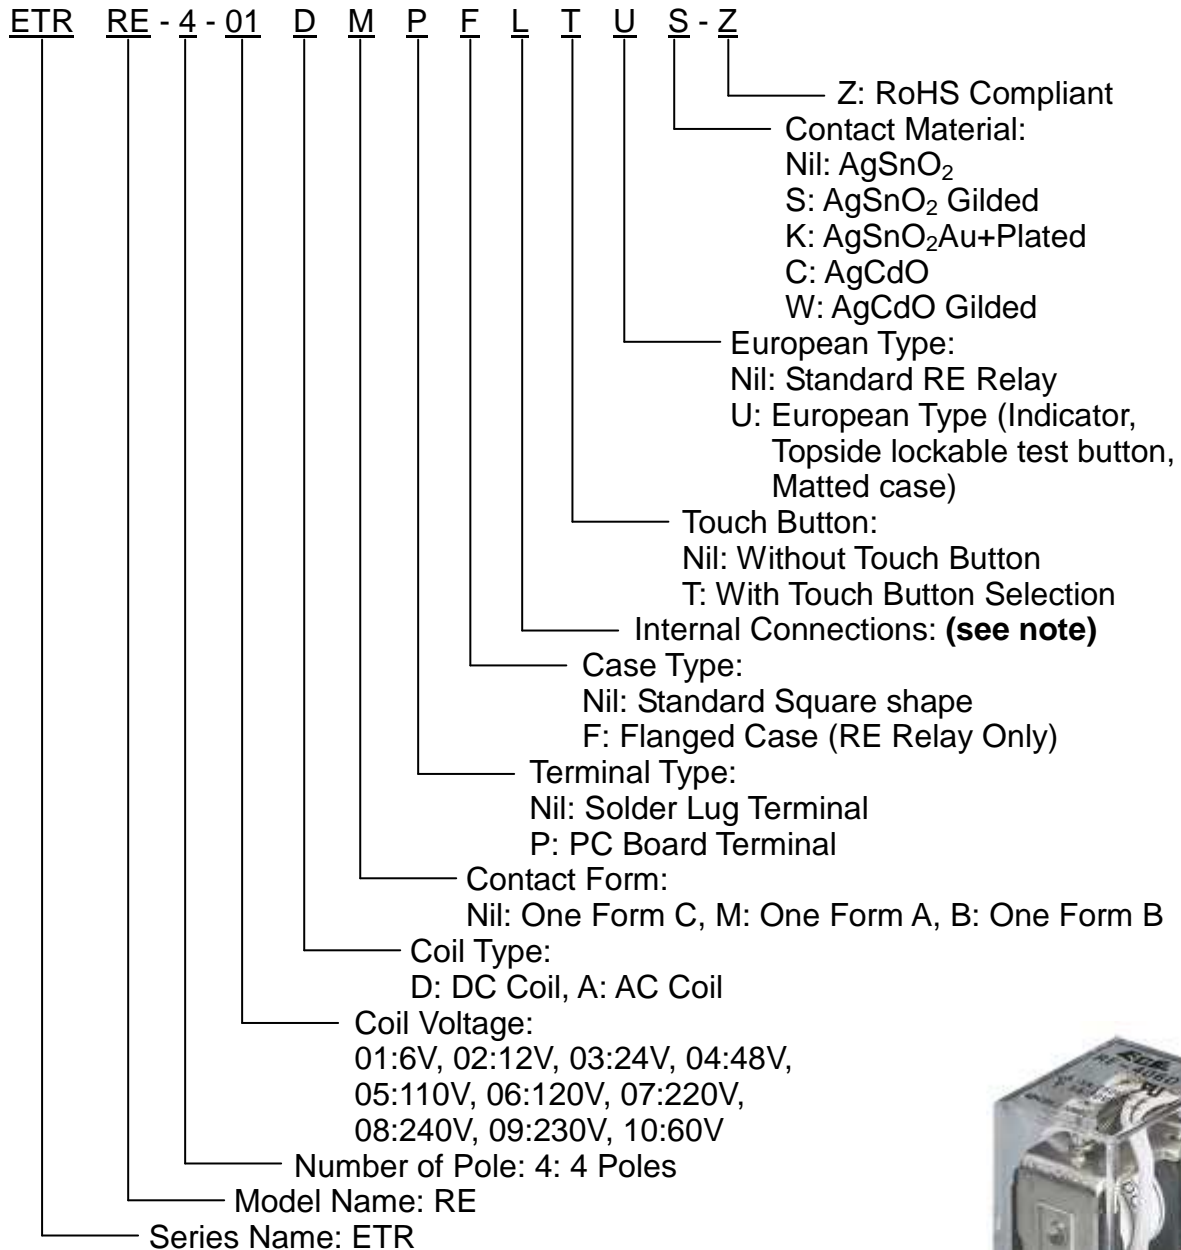 ETR RE - 4 - 01 D M P F L T U S - Z
Z: RoHS Compliant
Contact Material:
Nil: AgSnO₂
S: AgSnO₂ Gilded
K: AgSnO₂Au+Plated
C: AgCdO
W: AgCdO Gilded
European Type:
Nil: Standard RE Relay
U: European Type (Indicator,
Topside lockable test button,
Matted case)
Touch Button:
Nil: Without Touch Button
T: With Touch Button Selection
Internal Connections: (see note)
Case Type:
Nil: Standard Square shape
F: Flanged Case (RE Relay Only)
Terminal Type:
Nil: Solder Lug Terminal
P: PC Board Terminal
Contact Form:
Nil: One Form C, M: One Form A, B: One Form B
Coil Type:
D: DC Coil, A: AC Coil
Coil Voltage:
01:6V, 02:12V, 03:24V, 04:48V,
05:110V, 06:120V, 07:220V,
08:240V, 09:230V, 10:60V
Number of Pole: 4: 4 Poles
Model Name: RE
Series Name: ETR